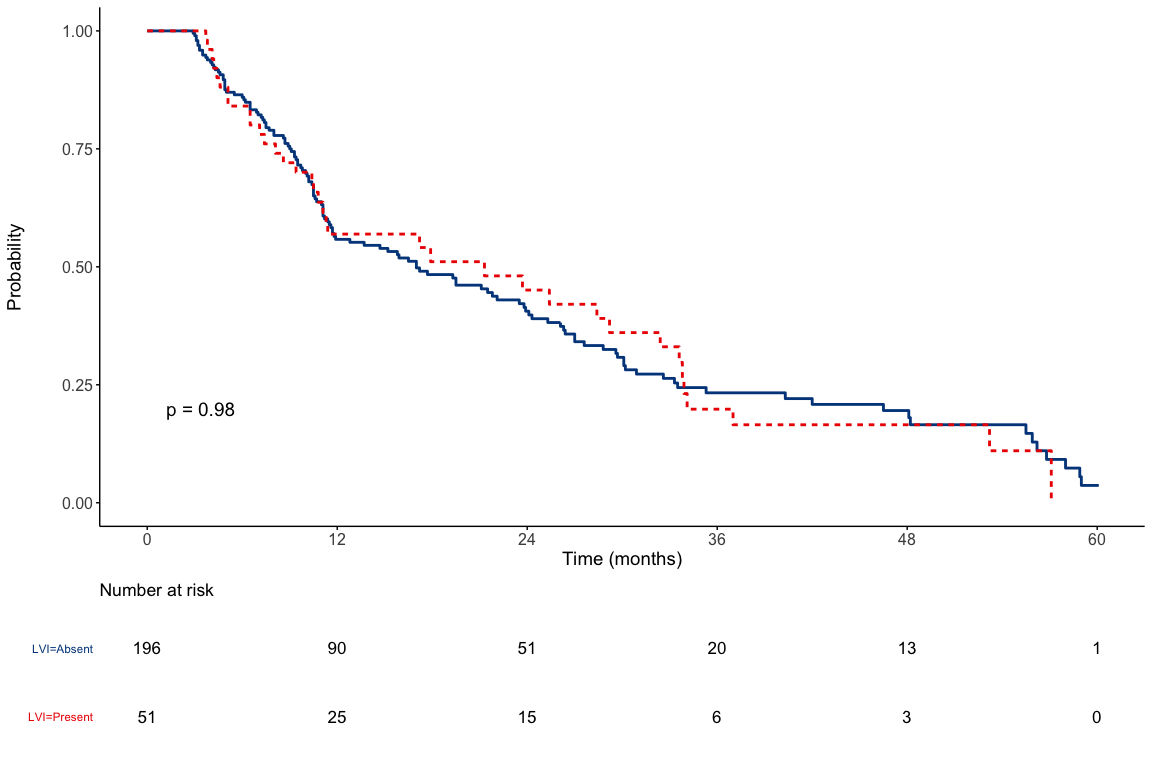 1.00
0.75
0.50
0.25
0.00
Probability
p = 0.98
0 12 24 36 48 60
Time (months)
Number at risk
LVI=Absent 196 90 51 20 13 1
LVI=Present 51 25 15 6 3 0